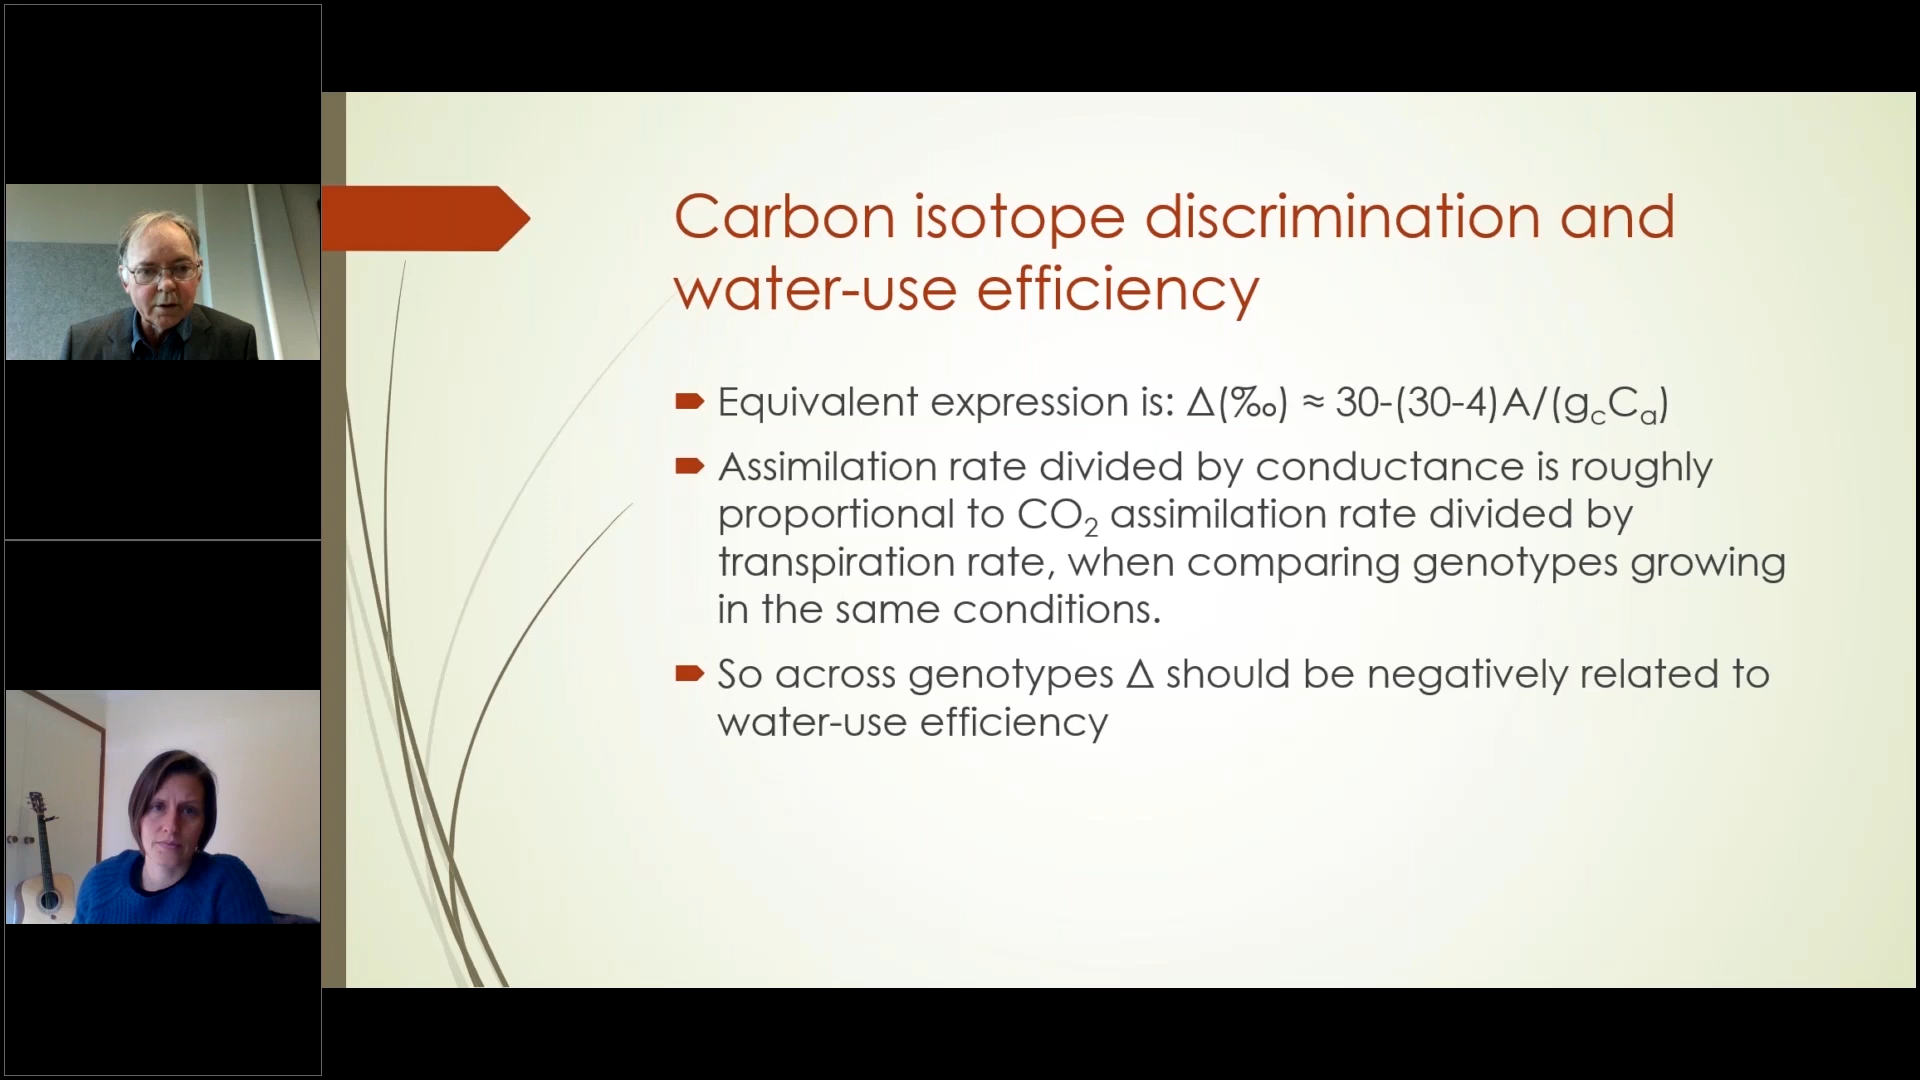 Carbon isotope discrimination and
water-use efficiency
Equivalent expression is: Δ(‰) ≈ 30-(30-4)A/(gcCa)
Assimilation rate divided by conductance is roughly
proportional to CO2 assimilation rate divided by
transpiration rate, when comparing genotypes growing
in the same conditions.
So across genotypes Δ should be negatively related to
water-use efficiency